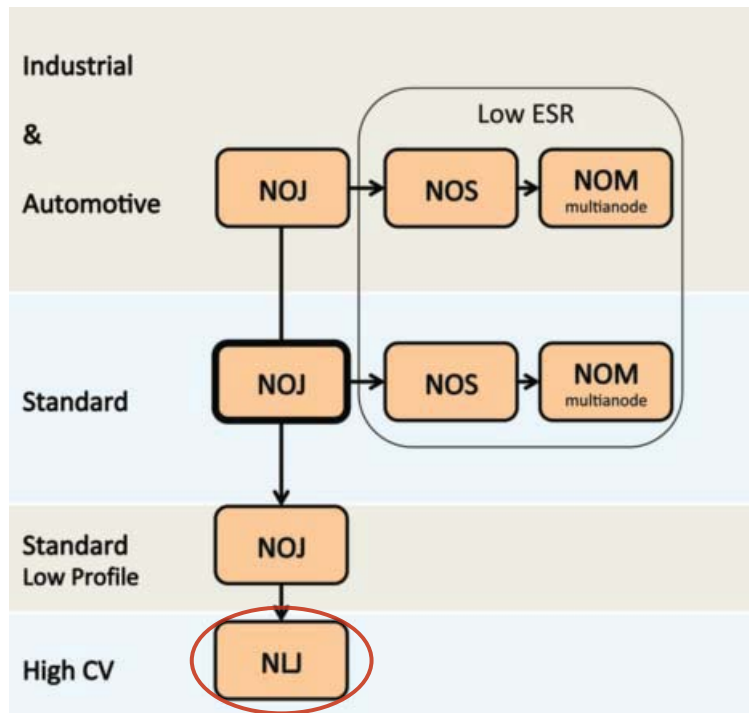 Industrial
&
Automotive
Low ESR
NOJ
NOS
NOM
multianode
Standard
NOJ
NOS
NOM
multianode
Standard
Low Profile
NOJ
High CV
NLJ